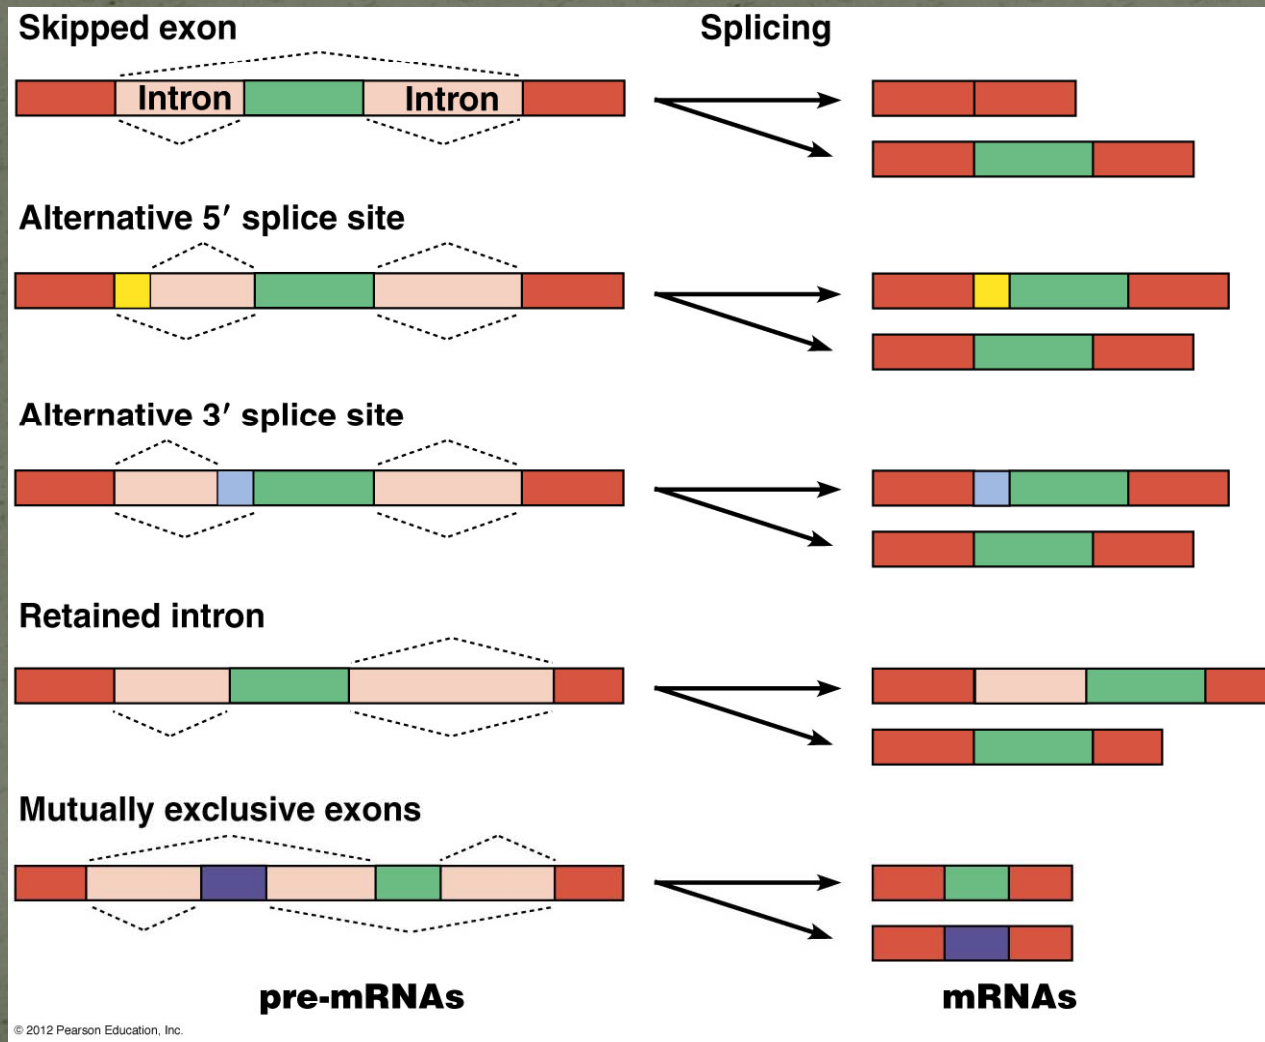 Skipped exon
Splicing
Intron
Intron
Alternative 5′ splice site
Alternative 3′ splice site
Retained intron
Mutually exclusive exons
pre-mRNAs
mRNAs
© 2012 Pearson Education, Inc.